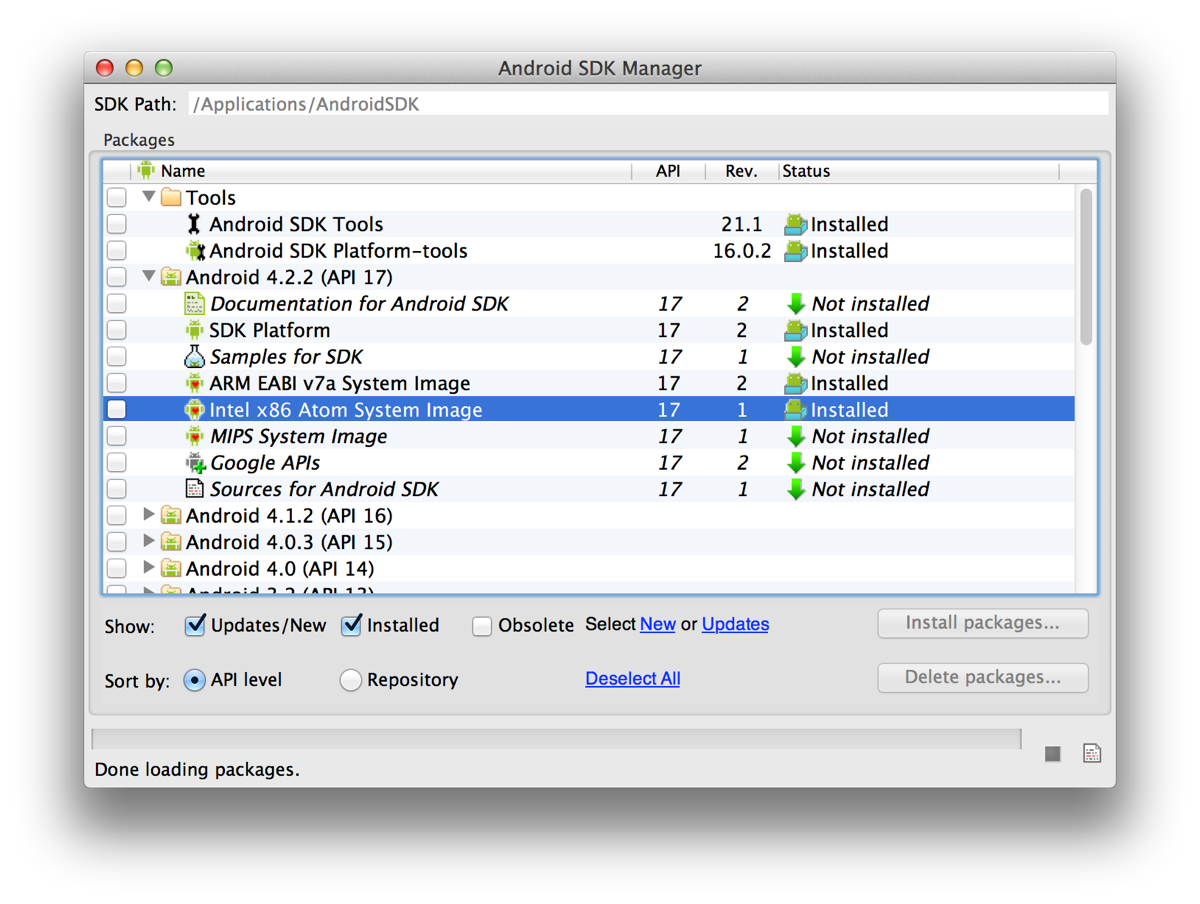 Android SDK Manager
SDK Path: /Applications/AndroidSDK
Packages
Name API Rev. Status
Tools
Android SDK Tools 21.1 Installed
Android SDK Platform-tools 16.0.2 Installed
Android 4.2.2 (API 17)
Documentation for Android SDK 17 2 Not installed
SDK Platform 17 2 Installed
Samples for SDK 17 1 Not installed
ARM EABI v7a System Image 17 2 Installed
Intel x86 Atom System Image 17 1 Installed
MIPS System Image 17 1 Not installed
Google APIs 17 2 Not installed
Sources for Android SDK 17 1 Not installed
Android 4.1.2 (API 16)
Android 4.0.3 (API 15)
Android 4.0 (API 14)
Android 3.2 (API 13)
Show: Updates/New Installed Obsolete Select New or Updates Install packages...
Sort by: API level Repository Deselect All Delete packages...
Done loading packages.